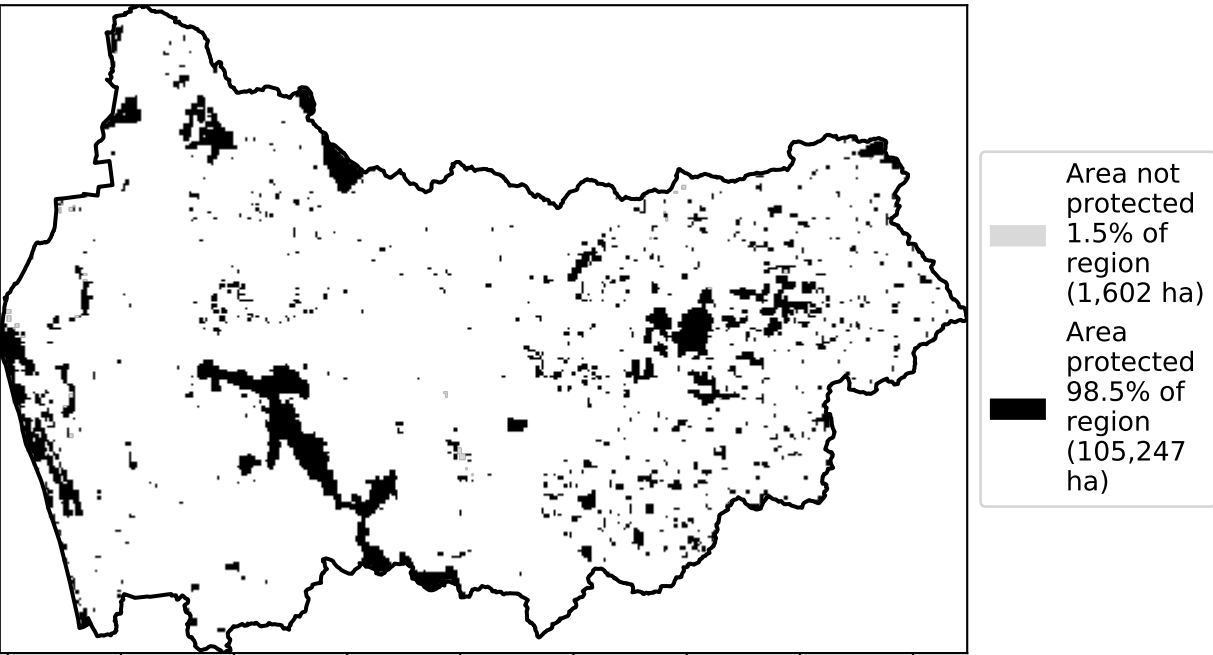 Area not
protected
1.5% of
region
(1,602 ha)
Area
protected
98.5% of
region
(105,247
ha)